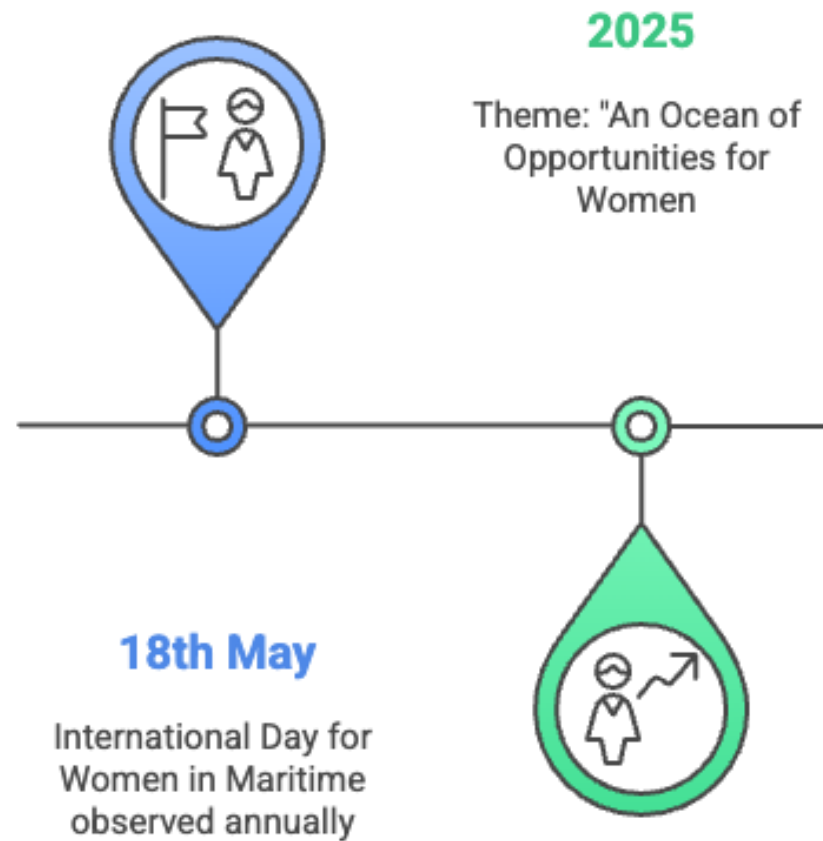 2025
Theme: "An Ocean of
Opportunities for
Women
18th May
International Day for
Women in Maritime
observed annually